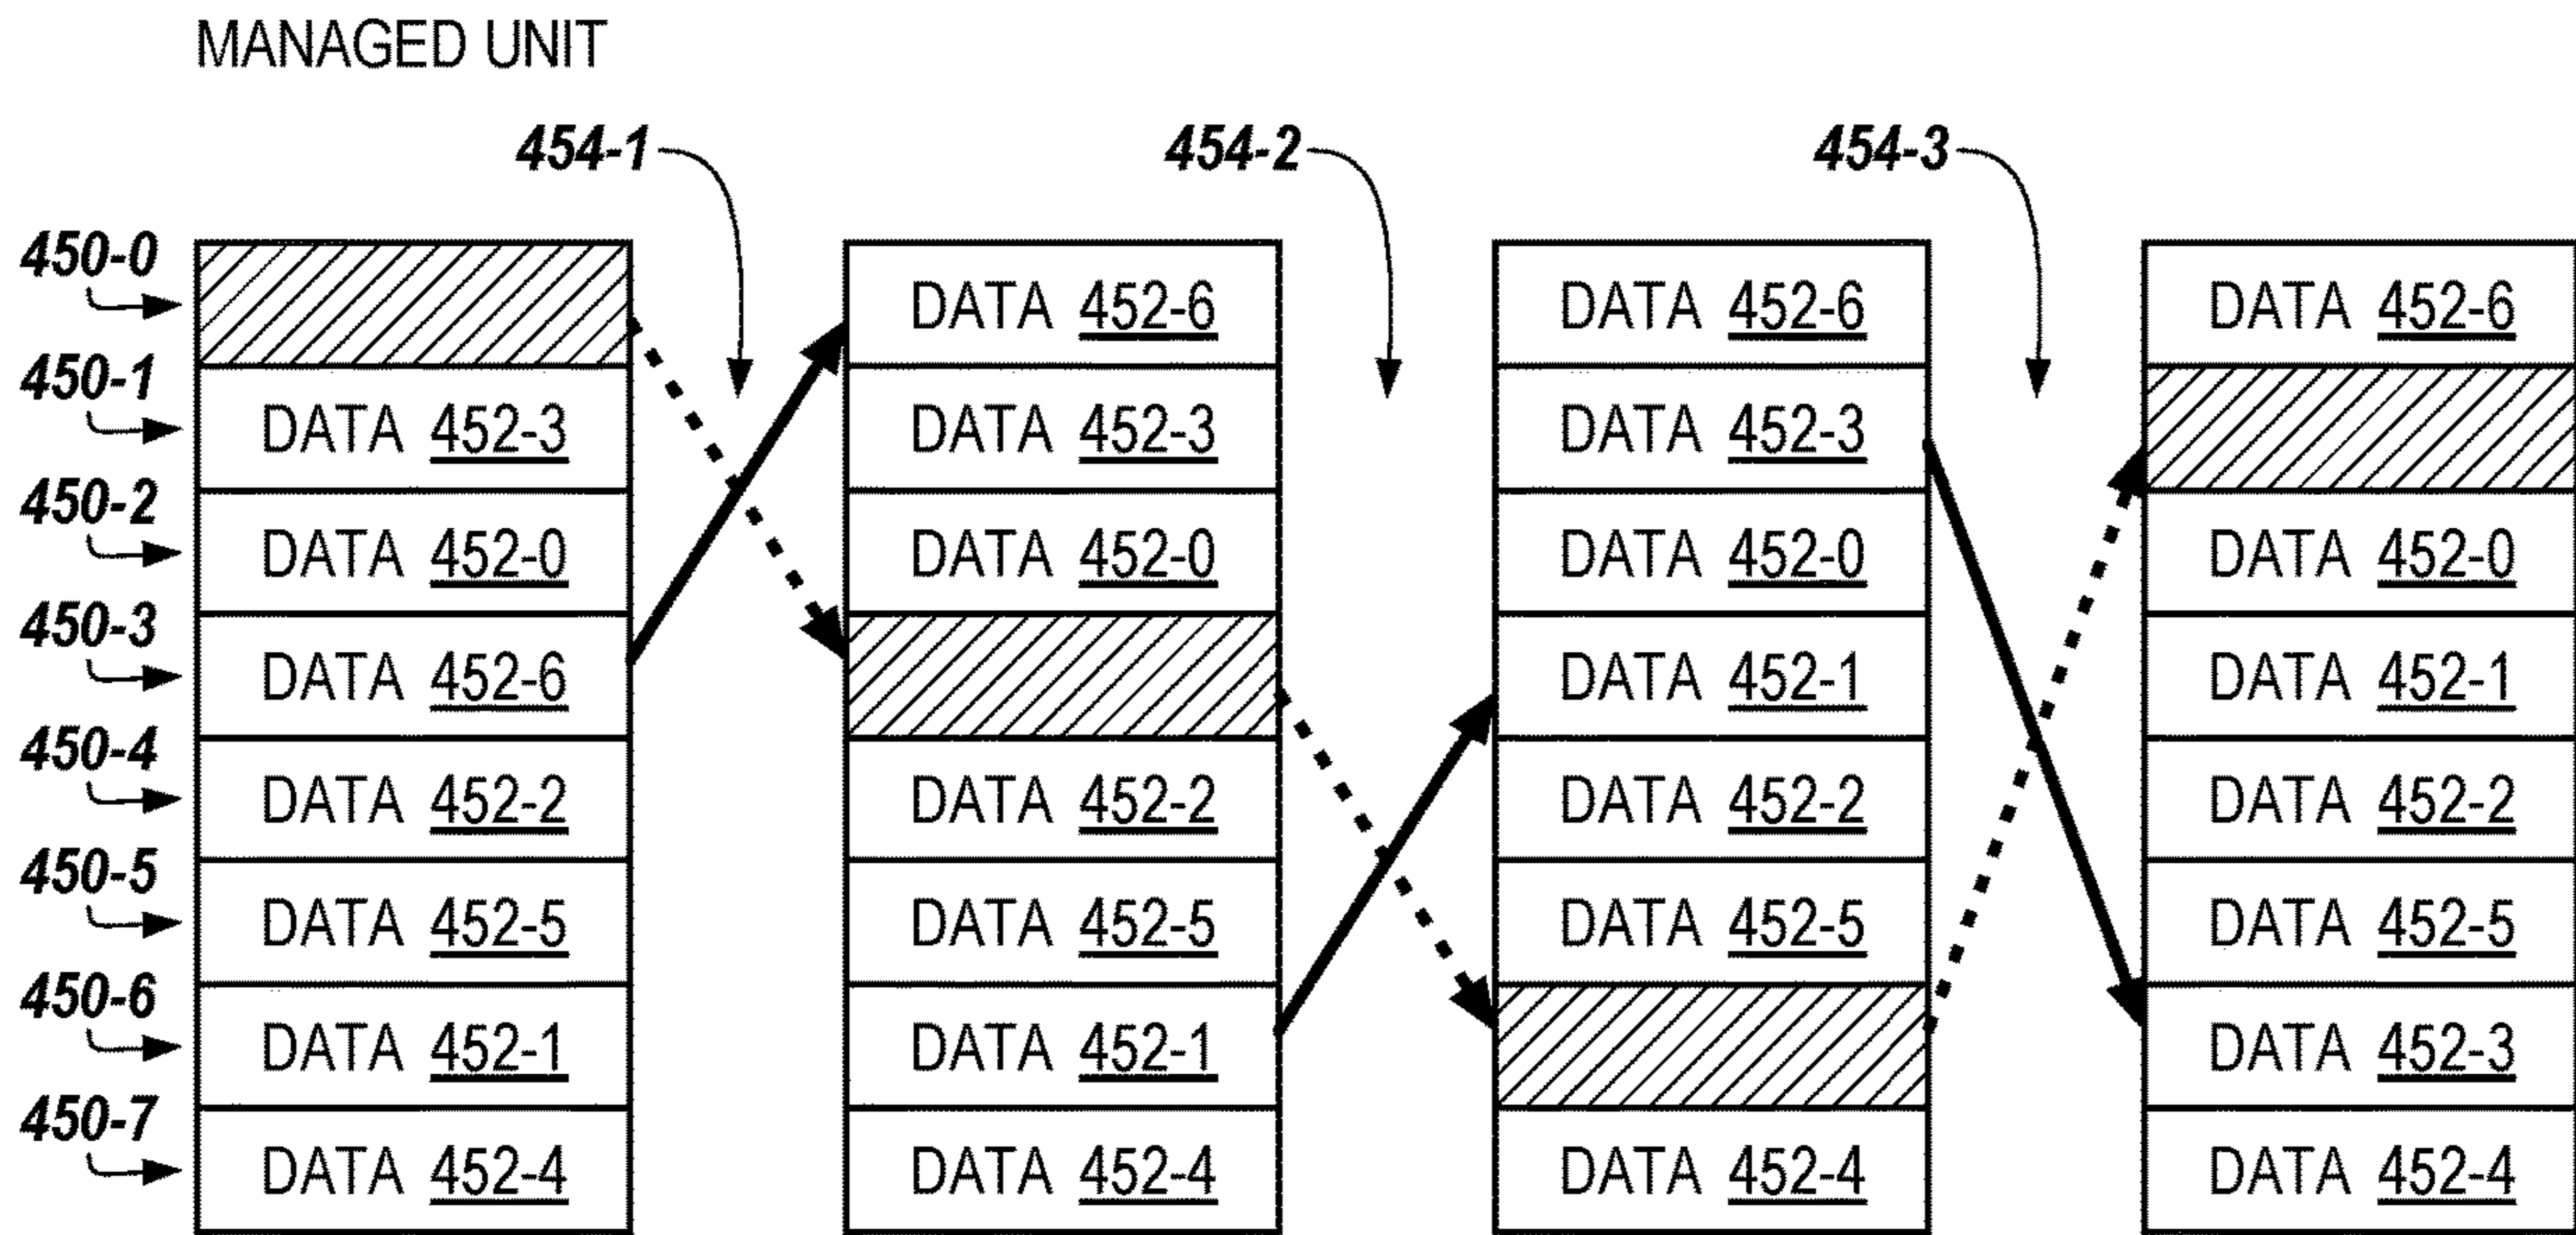 MANAGED UNIT
454-1 454-2 454-3
450-0
DATA 452-6 DATA 452-6 DATA 452-6
450-1
DATA 452-3 DATA 452-3 DATA 452-3
450-2
DATA 452-0 DATA 452-0 DATA 452-0 DATA 452-0
450-3
DATA 452-6 DATA 452-1 DATA 452-1
450-4
DATA 452-2 DATA 452-2 DATA 452-2 DATA 452-2
450-5
DATA 452-5 DATA 452-5 DATA 452-5 DATA 452-5
450-6
DATA 452-1 DATA 452-1 DATA 452-3
450-7
DATA 452-4 DATA 452-4 DATA 452-4 DATA 452-4